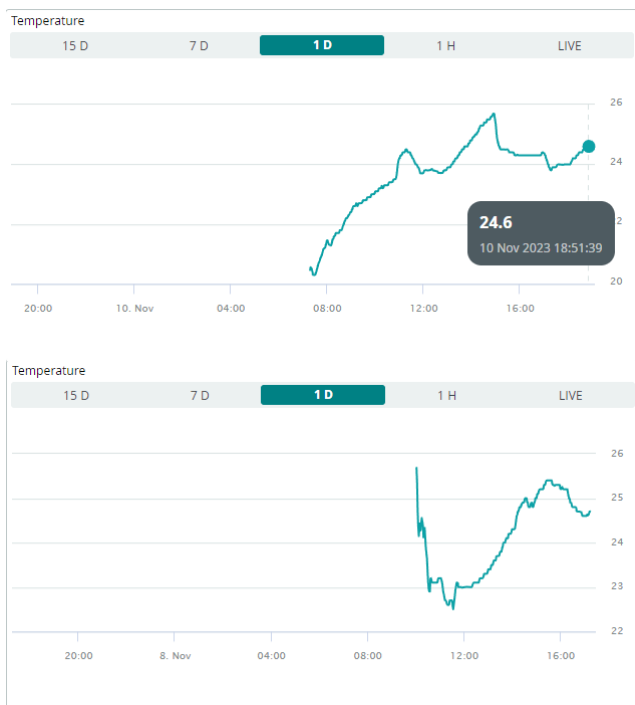 Temperature
15 D 7 D 1 D 1 H LIVE
26
24
22
20
24.6
10 Nov 2023 18:51:39
20:00 10. Nov 04:00 08:00 12:00 16:00
Temperature
15 D 7 D 1 D 1 H LIVE
26
25
24
23
22
20:00 8. Nov 04:00 08:00 12:00 16:00